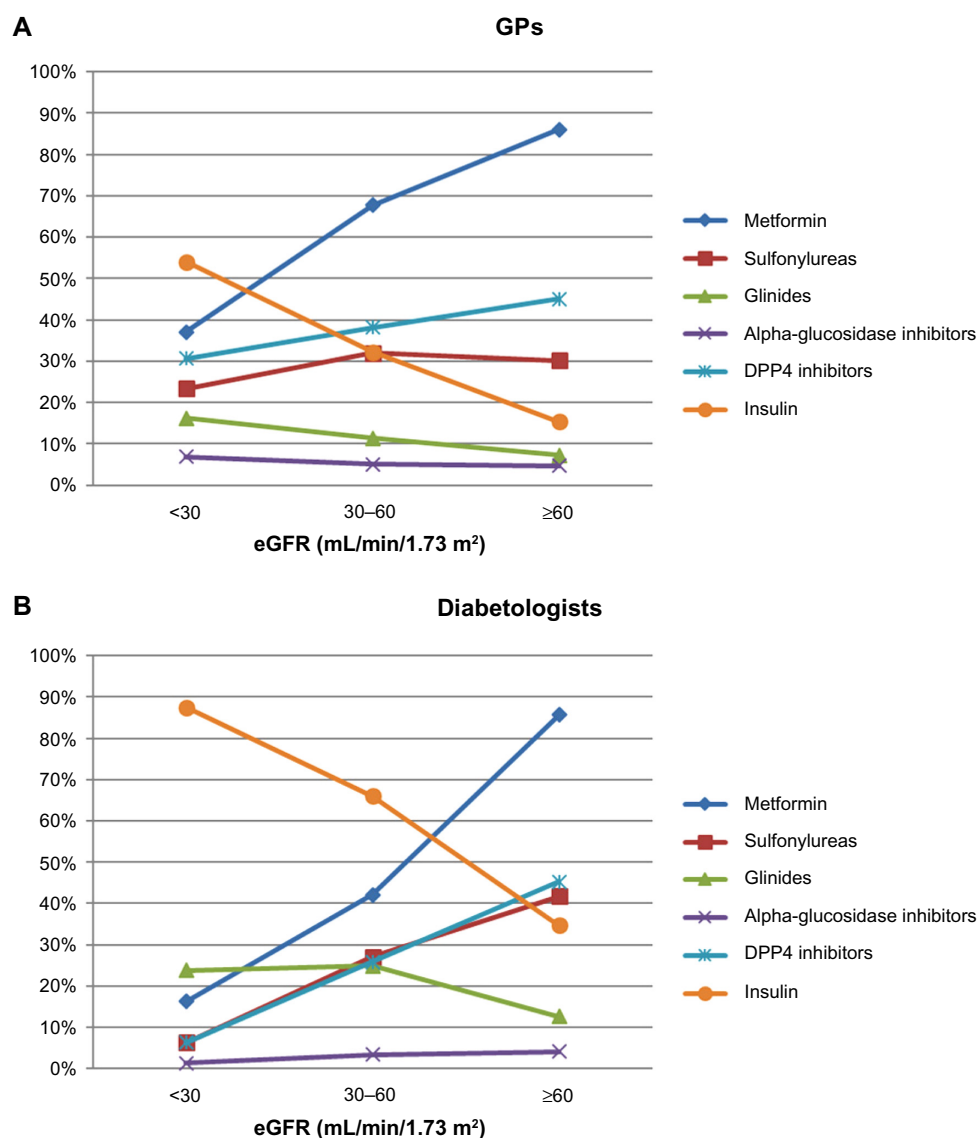 A
GPs
100%
90%
80%
70%
60%
50%
40%
30%
20%
10%
0%
<30
30–60
≥60
eGFR (mL/min/1.73 m²)
Metformin
Sulfonylureas
Glinides
Alpha-glucosidase inhibitors
DPP4 inhibitors
Insulin
B
Diabetologists
100%
90%
80%
70%
60%
50%
40%
30%
20%
10%
0%
<30
30–60
≥60
eGFR (mL/min/1.73 m²)
Metformin
Sulfonylureas
Glinides
Alpha-glucosidase inhibitors
DPP4 inhibitors
Insulin